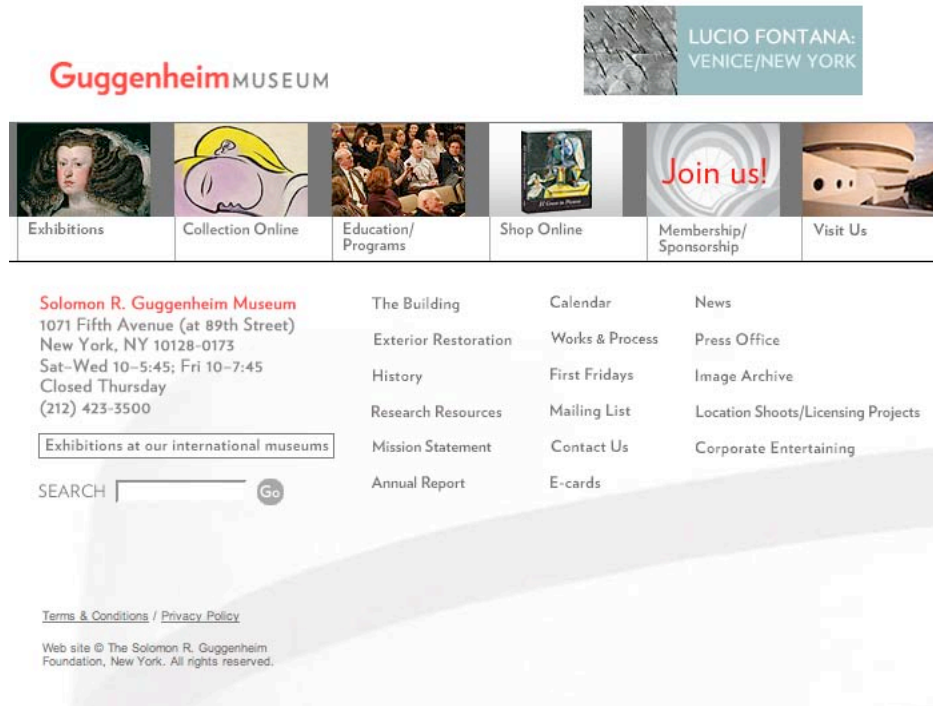 LUCIO FONTANA:
VENICE/NEW YORK
Guggenheim MUSEUM
Join us!
Exhibitions
Collection Online
Education/
Programs
Shop Online
Membership/
Sponsorship
Visit Us
Solomon R. Guggenheim Museum
1071 Fifth Avenue (at 89th Street)
New York, NY 10128-0173
Sat–Wed 10–5:45; Fri 10–7:45
Closed Thursday
(212) 423-3500
Exhibitions at our international museums
SEARCH Go
The Building
Exterior Restoration
History
Research Resources
Mission Statement
Annual Report
Calendar
Works & Process
First Fridays
Mailing List
Contact Us
E-cards
News
Press Office
Image Archive
Location Shoots/Licensing Projects
Corporate Entertaining
Terms & Conditions / Privacy Policy
Web site © The Solomon R. Guggenheim
Foundation, New York. All rights reserved.